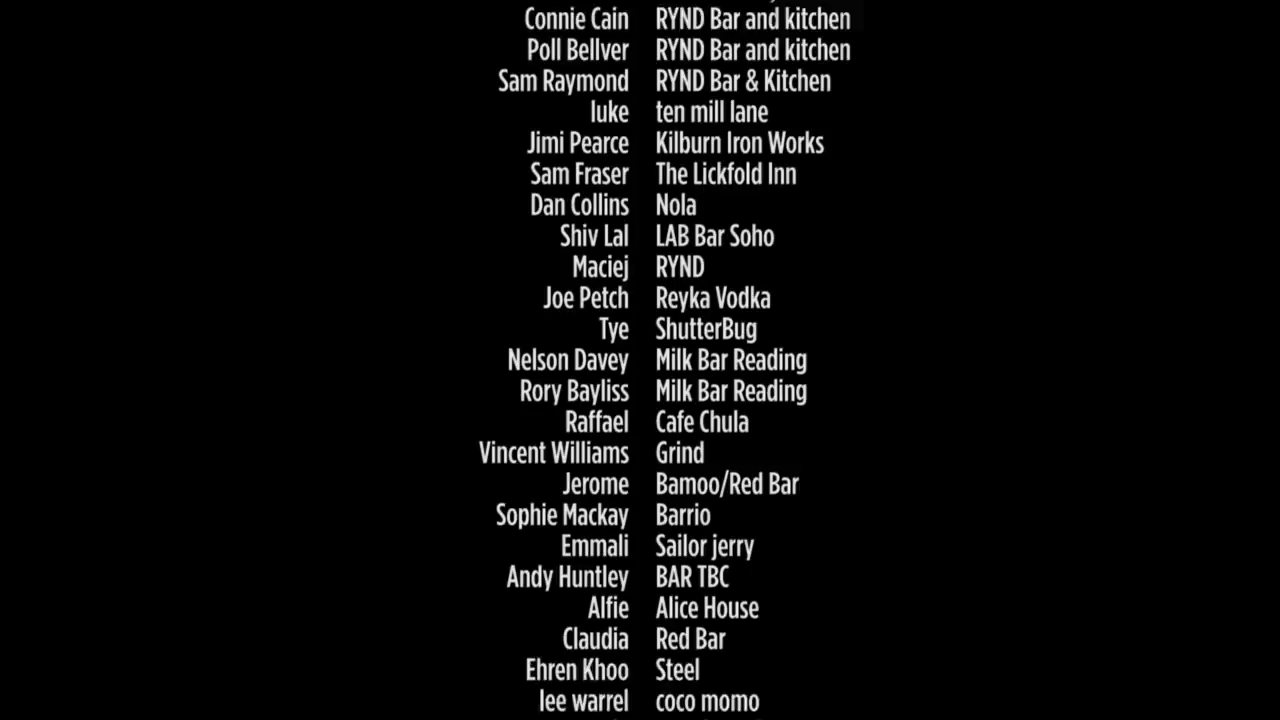 Connie Cain RYND Bar and kitchen
Poll Bellver RYND Bar and kitchen
Sam Raymond RYND Bar & Kitchen
luke ten mill lane
Jimi Pearce Kilburn Iron Works
Sam Fraser The Lickfold Inn
Dan Collins Nola
Shiv Lal LAB Bar Soho
Maciej RYND
Joe Petch Reyka Vodka
Tye ShutterBug
Nelson Davey Milk Bar Reading
Rory Bayliss Milk Bar Reading
Raffael Cafe Chula
Vincent Williams Grind
Jerome Bamoo/Red Bar
Sophie Mackay Barrio
Emmali Sailor jerry
Andy Huntley BAR TBC
Alfie Alice House
Claudia Red Bar
Ehren Khoo Steel
lee warrel coco momo